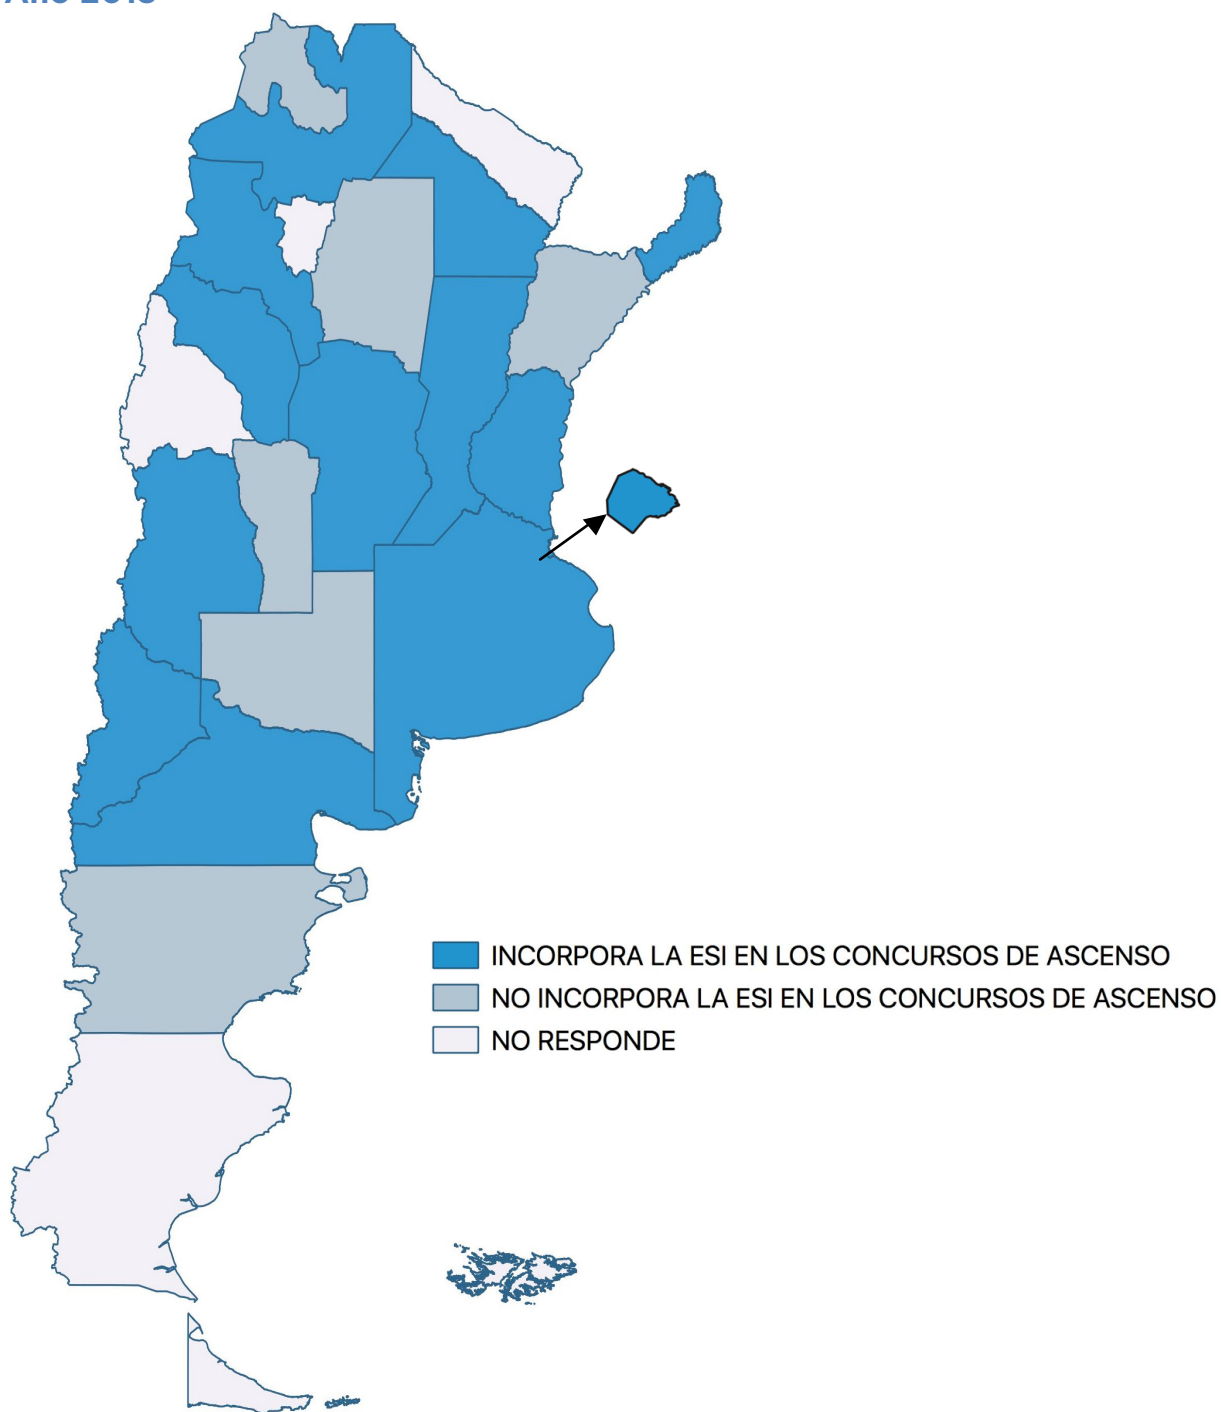 INCORPORA LA ESI EN LOS CONCURSOS DE ASCENSO
NO INCORPORA LA ESI EN LOS CONCURSOS DE ASCENSO
NO RESPONDE